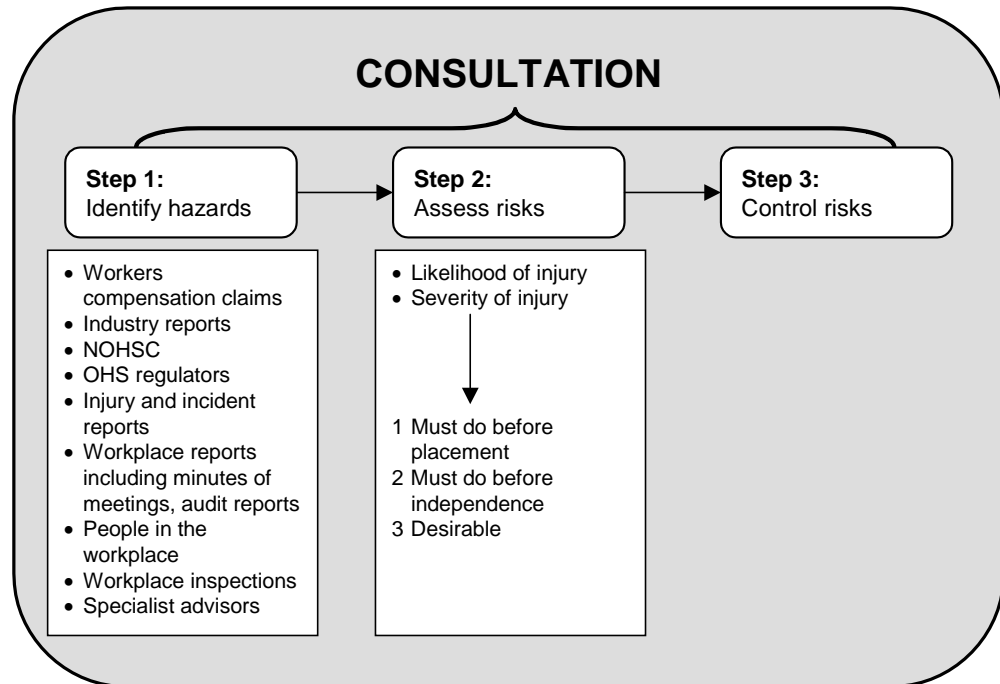 CONSULTATION
Step 1:
Identify hazards
Step 2:
Assess risks
Step 3:
Control risks
• Workers
compensation claims
• Industry reports
• NOHSC
• OHS regulators
• Injury and incident
reports
• Workplace reports
including minutes of
meetings, audit reports
• People in the
workplace
• Workplace inspections
• Specialist advisors
• Likelihood of injury
• Severity of injury
1 Must do before
placement
2 Must do before
independence
3 Desirable